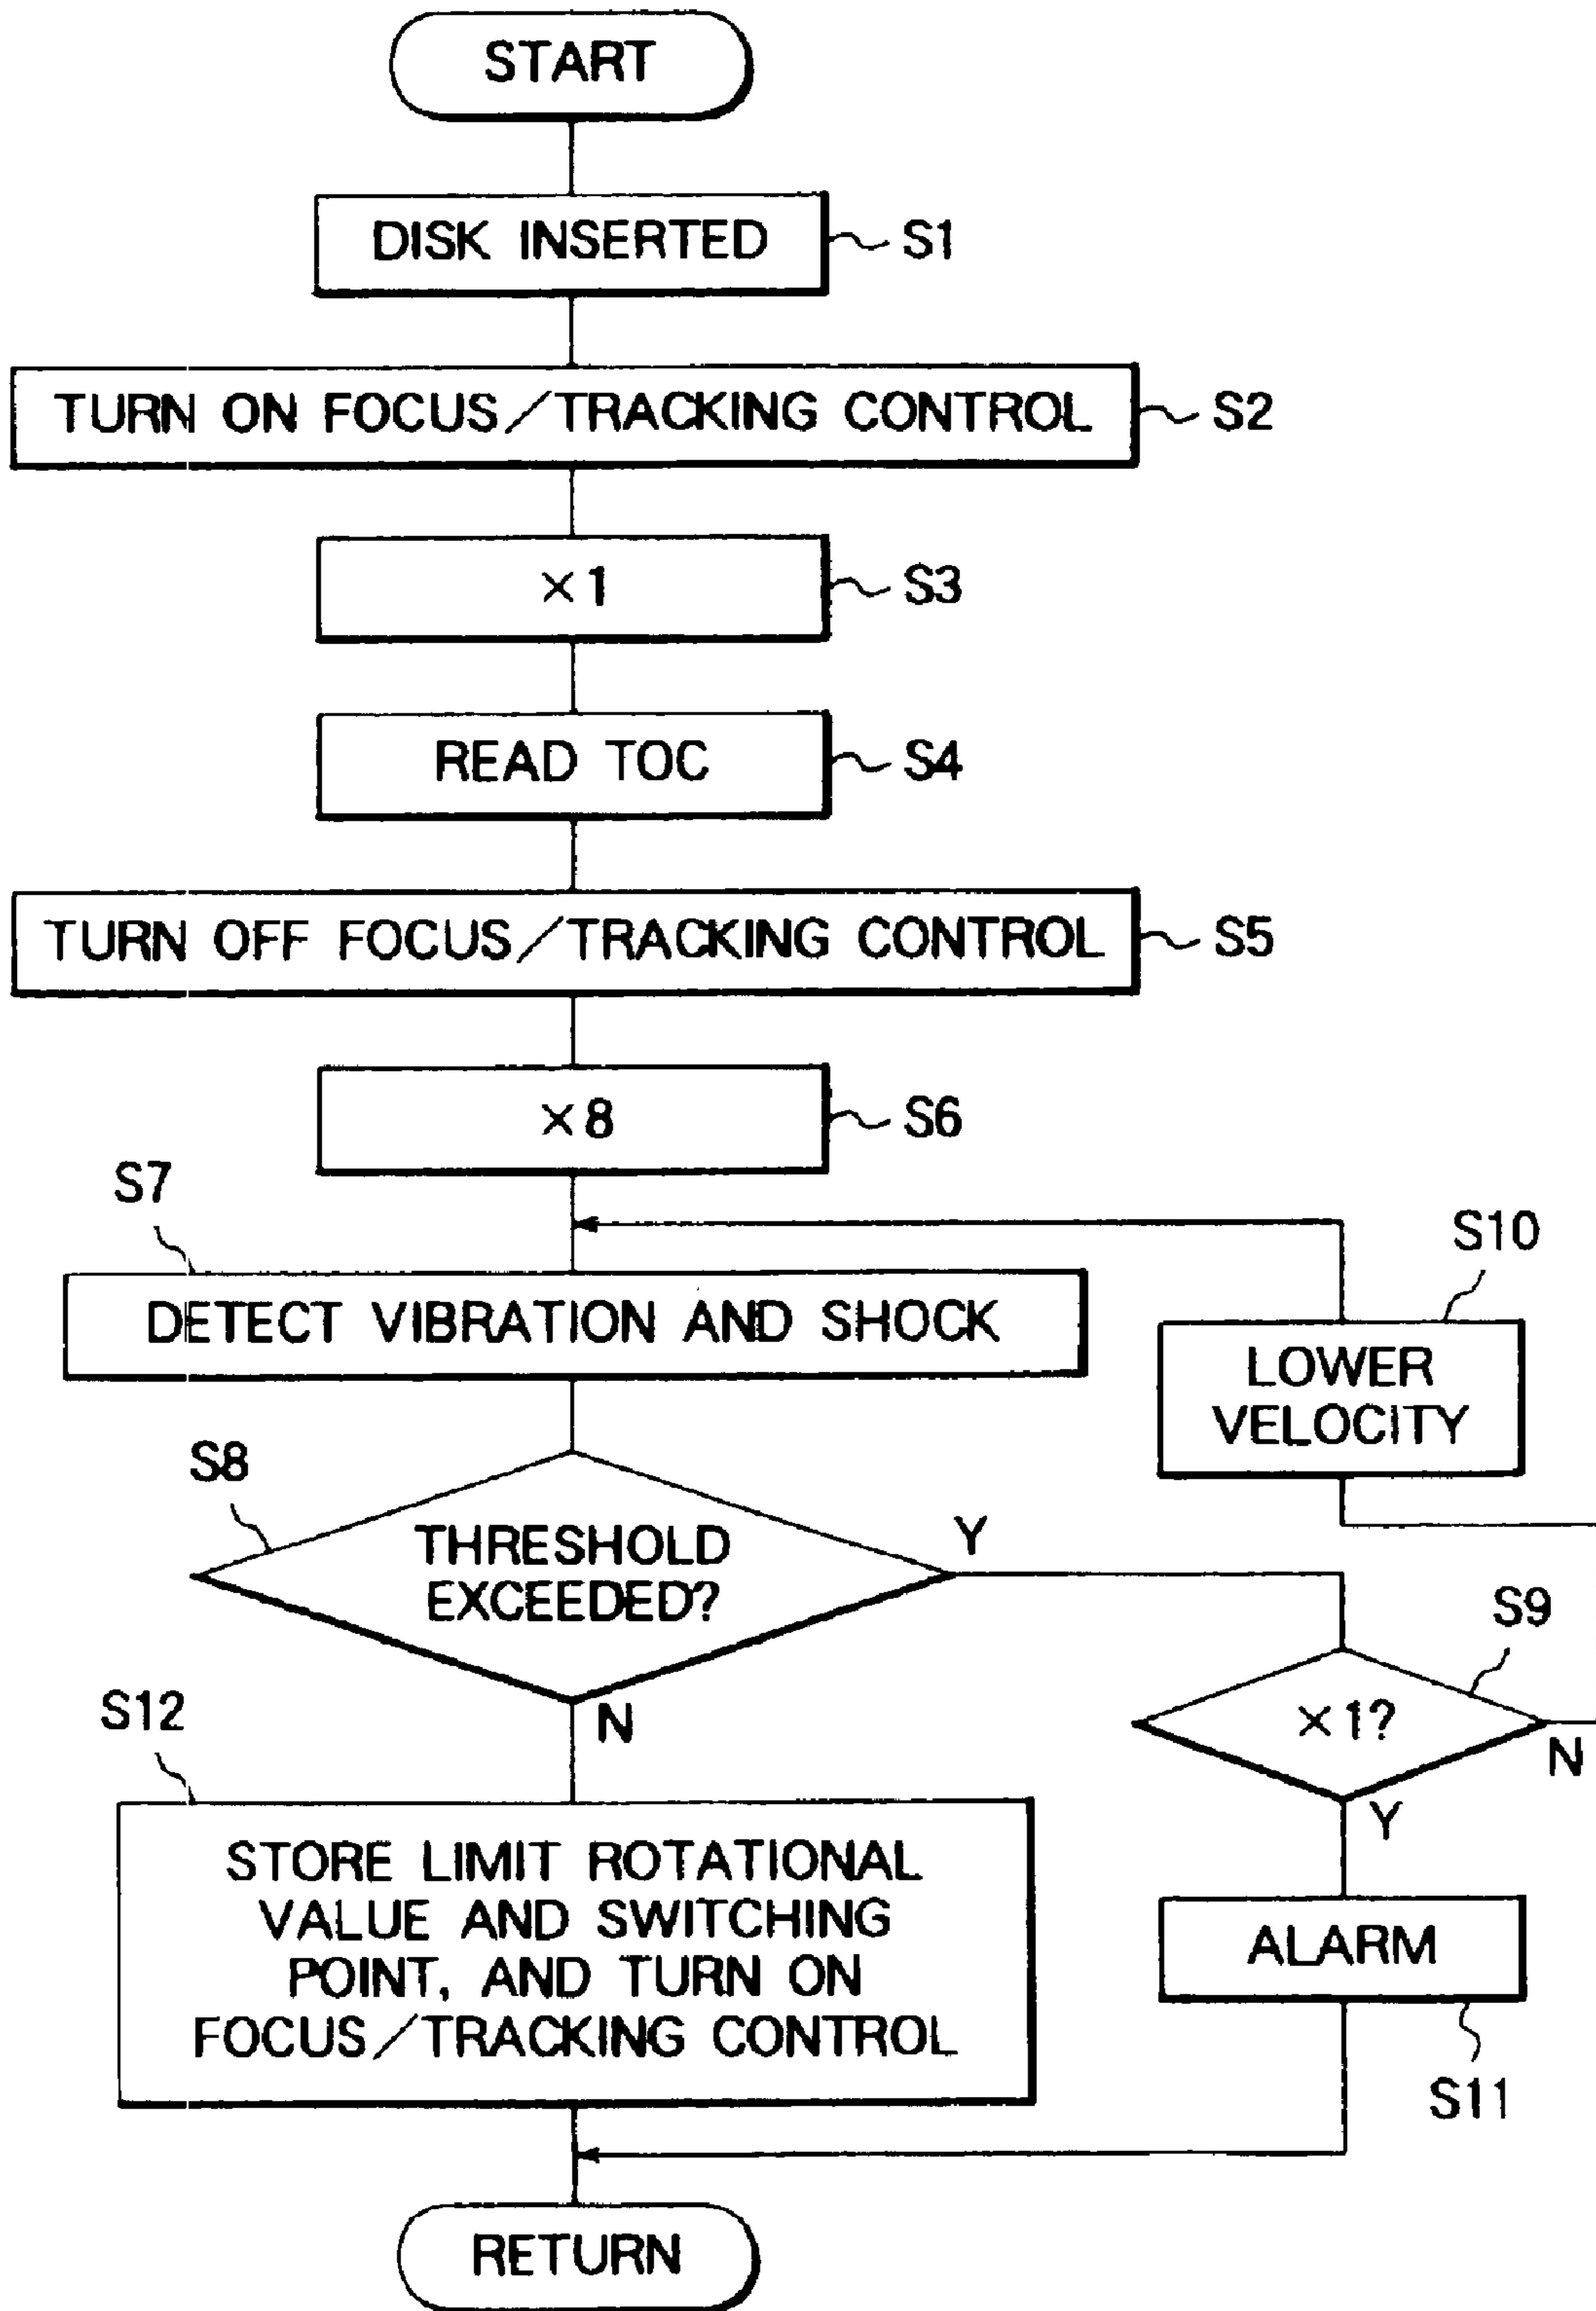 START
DISK INSERTED
S1
TURN ON FOCUS/TRACKING CONTROL
S2
×1
S3
READ TOC
S4
TURN OFF FOCUS/TRACKING CONTROL
S5
×8
S6
S7
DETECT VIBRATION AND SHOCK
S10
LOWER
VELOCITY
S8
THRESHOLD
EXCEEDED?
Y
N
S9
×1?
N
Y
S12
STORE LIMIT ROTATIONAL
VALUE AND SWITCHING
POINT, AND TURN ON
FOCUS/TRACKING CONTROL
ALARM
S11
RETURN